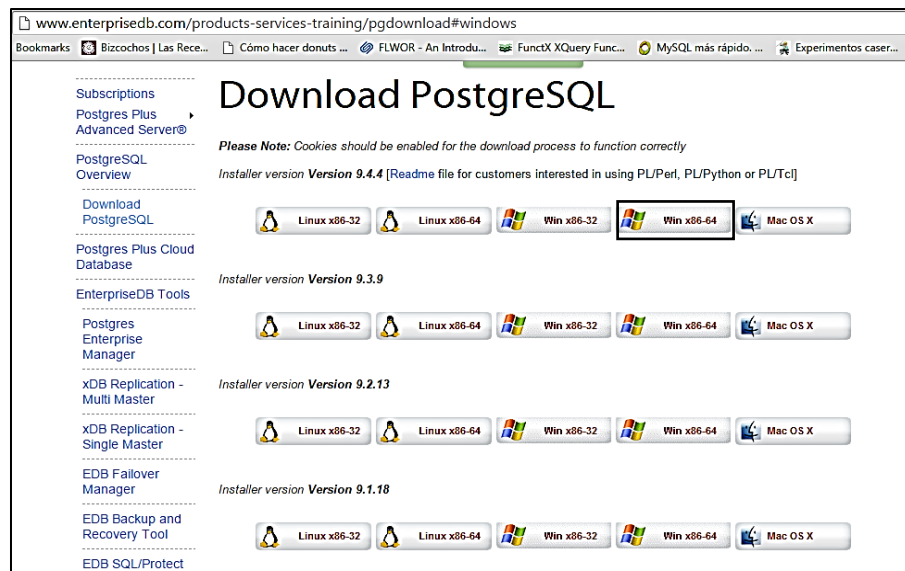 www.enterprisedb.com/products-services-training/pgdownload#windows
Bookmarks Bizcochos | Las Rece... Cómo hacer donuts ... FLWOR - An Introdu... FunctX XQuery Func... MySQL más rápido. ... Experimentos caser...
Subscriptions
Postgres Plus
Advanced Server®
PostgreSQL
Overview
Download
PostgreSQL
Postgres Plus Cloud
Database
EnterpriseDB Tools
Postgres
Enterprise
Manager
xDB Replication -
Multi Master
xDB Replication -
Single Master
EDB Failover
Manager
EDB Backup and
Recovery Tool
EDB SQL/Protect
Download PostgreSQL
Please Note: Cookies should be enabled for the download process to function correctly
Installer version Version 9.4.4 [Readme file for customers interested in using PL/Perl, PL/Python or PL/Tcl]
Linux x86-32 Linux x86-64 Win x86-32 Win x86-64 Mac OS X
Installer version Version 9.3.9
Linux x86-32 Linux x86-64 Win x86-32 Win x86-64 Mac OS X
Installer version Version 9.2.13
Linux x86-32 Linux x86-64 Win x86-32 Win x86-64 Mac OS X
Installer version Version 9.1.18
Linux x86-32 Linux x86-64 Win x86-32 Win x86-64 Mac OS X